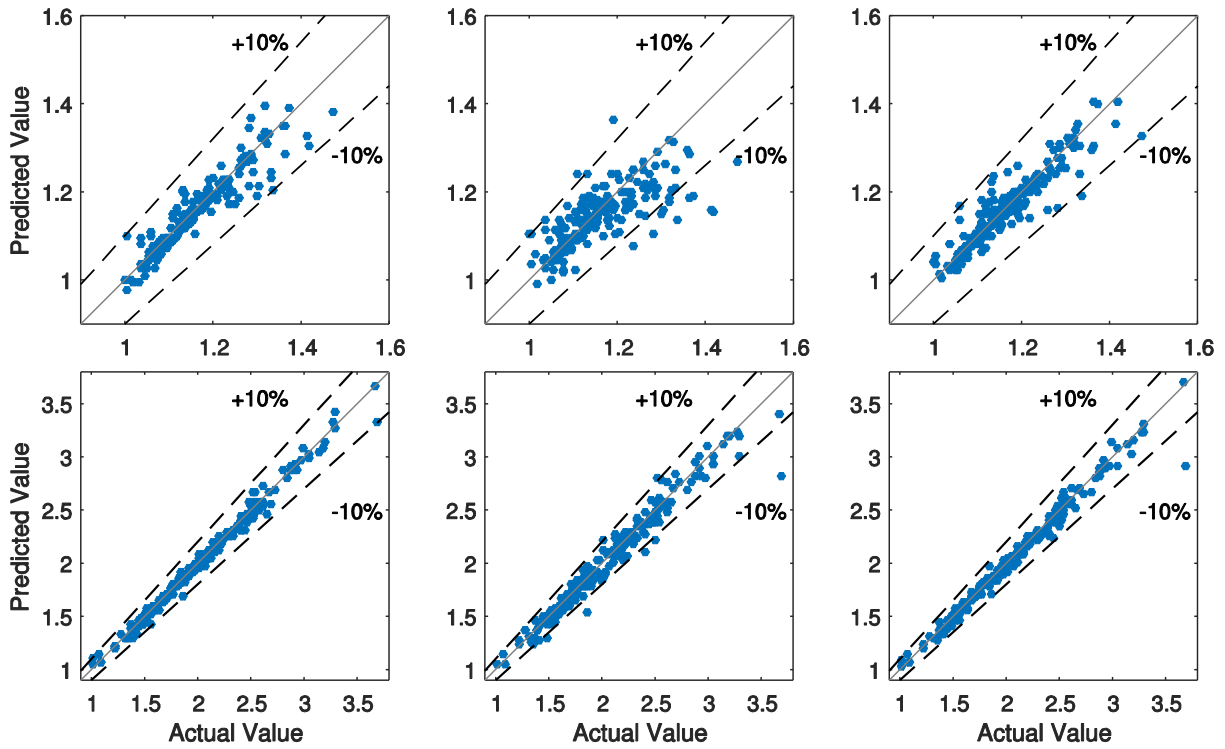 1.6 1.6 1.6
+10% +10% +10%
1.4 1.4 1.4
Predicted Value
-10% -10% -10%
1.2 1.2 1.2
1 1 1
1 1.2 1.4 1.6 1 1.2 1.4 1.6 1 1.2 1.4 1.6
+10% +10% +10%
3.5 3.5 3.5
3 3 3
Predicted Value
2.5 -10% 2.5 -10% 2.5 -10%
2 2 2
1.5 1.5 1.5
1 1 1
1 1.5 2 2.5 3 3.5 1 1.5 2 2.5 3 3.5 1 1.5 2 2.5 3 3.5
Actual Value Actual Value Actual Value